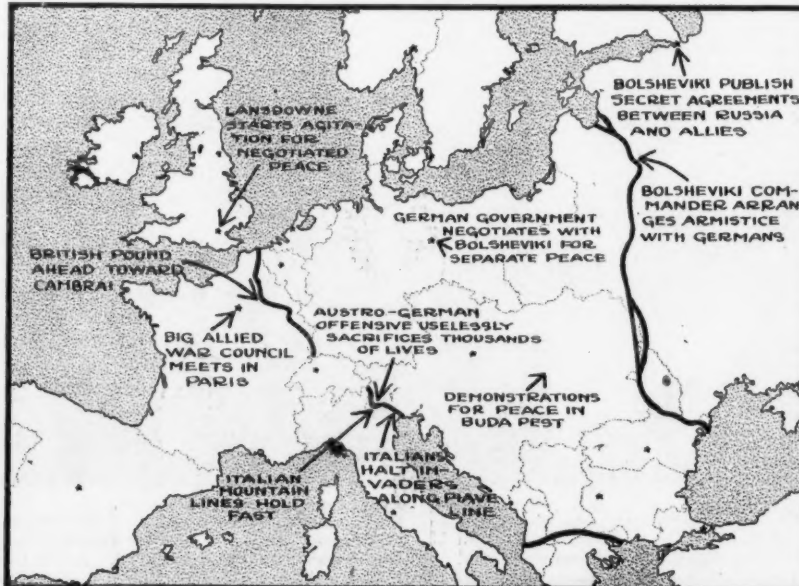 LANSDOWNE
STARTS AGITA-
TION FOR
NEGOTIATED
PEACE
BOLSHEVIKI PUBLISH
SECRET AGREEMENTS
BETWEEN RUSSIA
AND ALLIES
BOLSHEVIKI COM-
MANDER ARRAN-
GES ARMISTICE
WITH GERMANS
GERMAN GOVERNMENT
NEGOTIATES WITH
BOLSHEVIKI FOR
SEPARATE PEACE
BRITISH POUND
AHEAD TOWARD
CAMBRAI
BIG ALLIED
WAR COUNCIL
MEETS IN
PARIS
AUSTRO-GERMAN
OFFENSIVE USELESSLY
SACRIFICES THOUSANDS
OF LIVES
DEMONSTRATIONS
FOR PEACE IN
BUDA PEST
ITALIAN
MOUNTAIN
LINES HOLD
FAST
ITALIANS
HALT IN-
VADERS
ALONG PIAVE
LINE